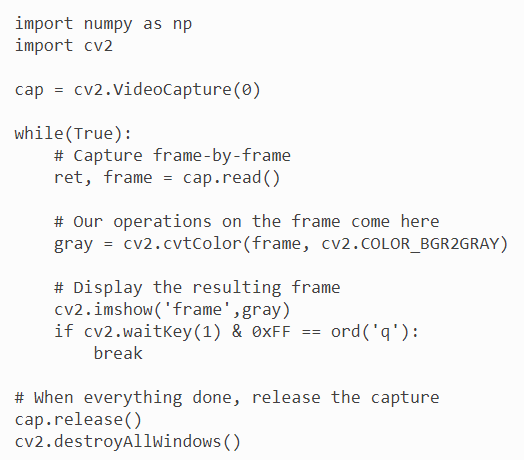 import numpy as np
import cv2

cap = cv2.VideoCapture(0)

while(True):
    # Capture frame-by-frame
    ret, frame = cap.read()

    # Our operations on the frame come here
    gray = cv2.cvtColor(frame, cv2.COLOR_BGR2GRAY)

    # Display the resulting frame
    cv2.imshow('frame',gray)
    if cv2.waitKey(1) & 0xFF == ord('q'):
        break

# When everything done, release the capture
cap.release()
cv2.destroyAllWindows()